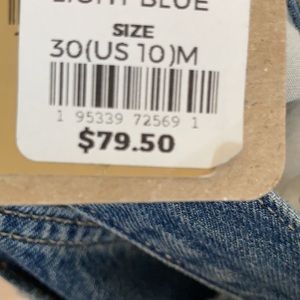 LIGHT BLUE
SIZE
30(US 10)M
1 95339 72569 1
$79.50